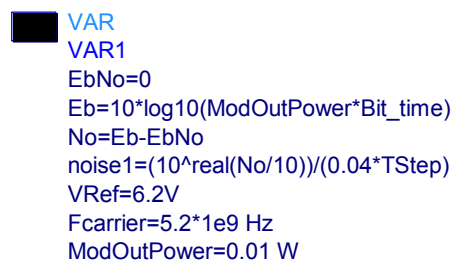 VAR
VAR1
EbNo=0
Eb=10*log10(ModOutPower*Bit_time)
No=Eb-EbNo
noise1=(10^real(No/10))/(0.04*TStep)
VRef=6.2V
Fcarrier=5.2*1e9 Hz
ModOutPower=0.01 W